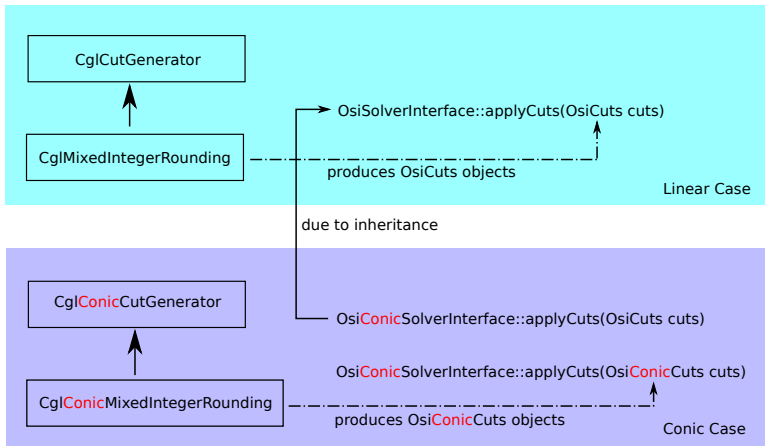 CglCutGenerator
OsiSolverInterface::applyCuts(OsiCuts cuts)
CglMixedIntegerRounding
produces OsiCuts objects
Linear Case
due to inheritance
CglConicCutGenerator
OsiConicSolverInterface::applyCuts(OsiCuts cuts)
OsiConicSolverInterface::applyCuts(OsiConicCuts cuts)
CglConicMixedIntegerRounding
produces OsiConicCuts objects
Conic Case